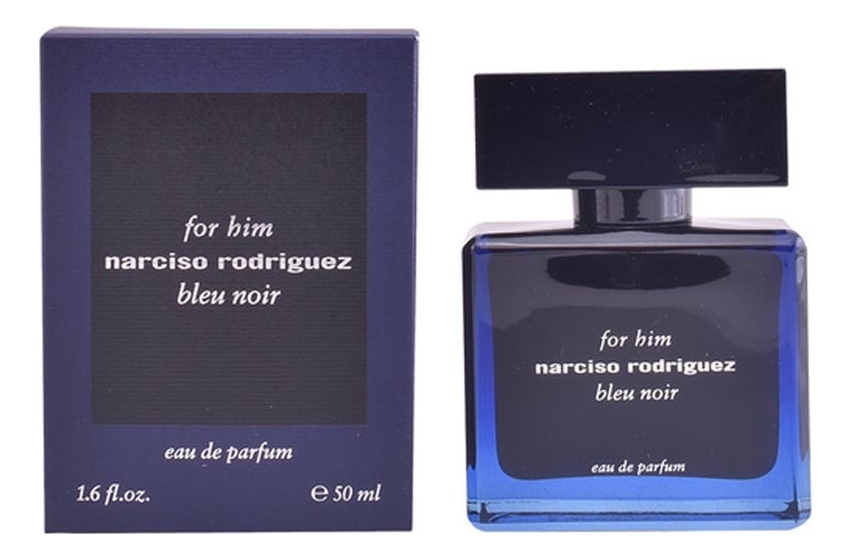 for him
narciso rodriguez
bleu noir
eau de parfum
1.6 fl.oz.
℮ 50 ml
for him
narciso rodriguez
bleu noir
eau de parfum